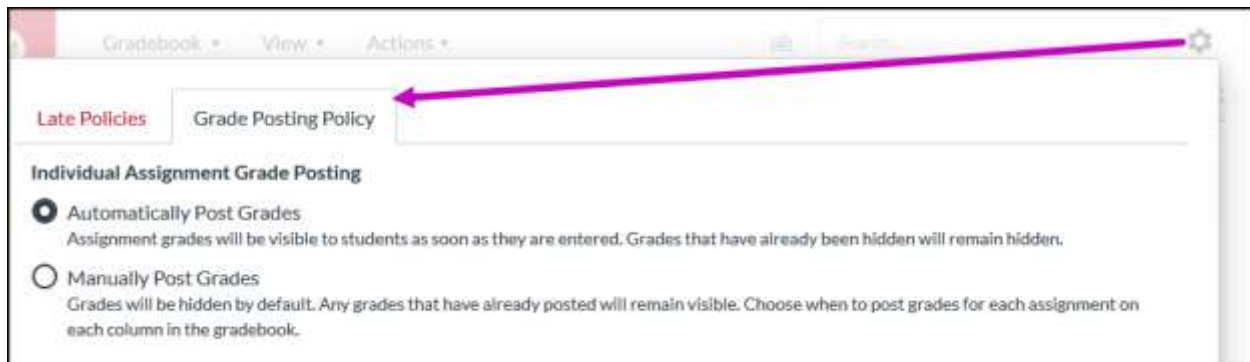 Gradebook View Actions Search...
Late Policies Grade Posting Policy
Individual Assignment Grade Posting
Automatically Post Grades
Assignment grades will be visible to students as soon as they are entered. Grades that have already been hidden will remain hidden.
Manually Post Grades
Grades will be hidden by default. Any grades that have already posted will remain visible. Choose when to post grades for each assignment on
each column in the gradebook.